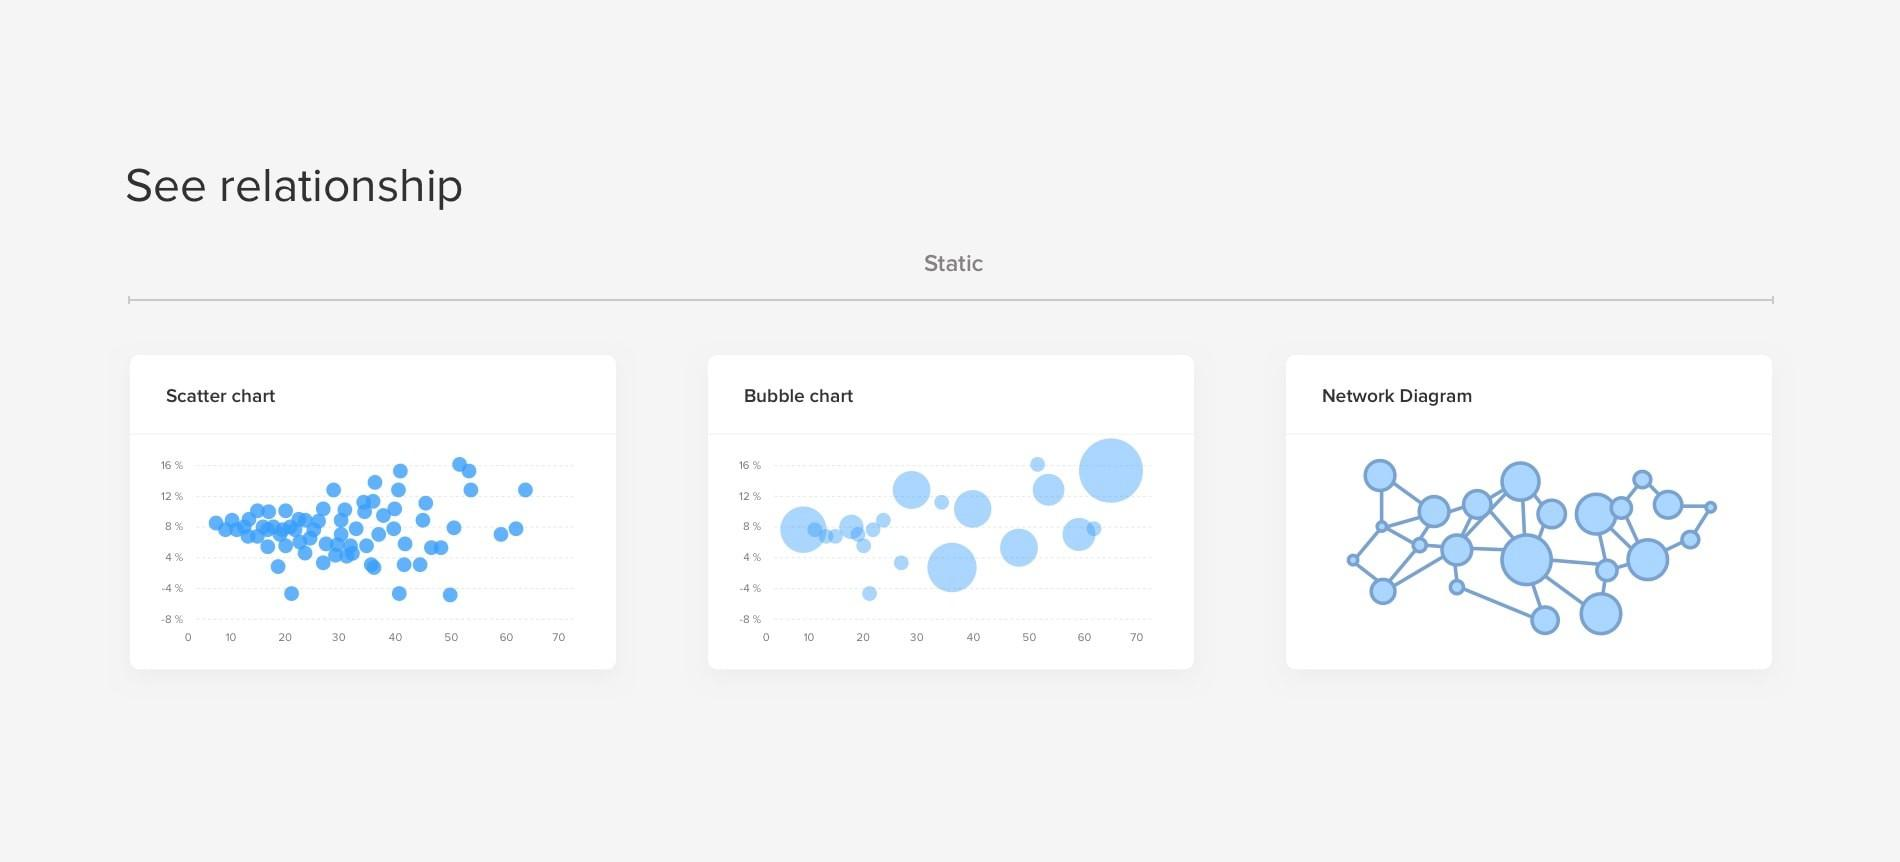 See relationship
Static
Scatter chart
16 %
12 %
8 %
4 %
-4 %
-8 %
0 10 20 30 40 50 60 70
Bubble chart
16 %
12 %
8 %
4 %
-4 %
-8 %
0 10 20 30 40 50 60 70
Network Diagram